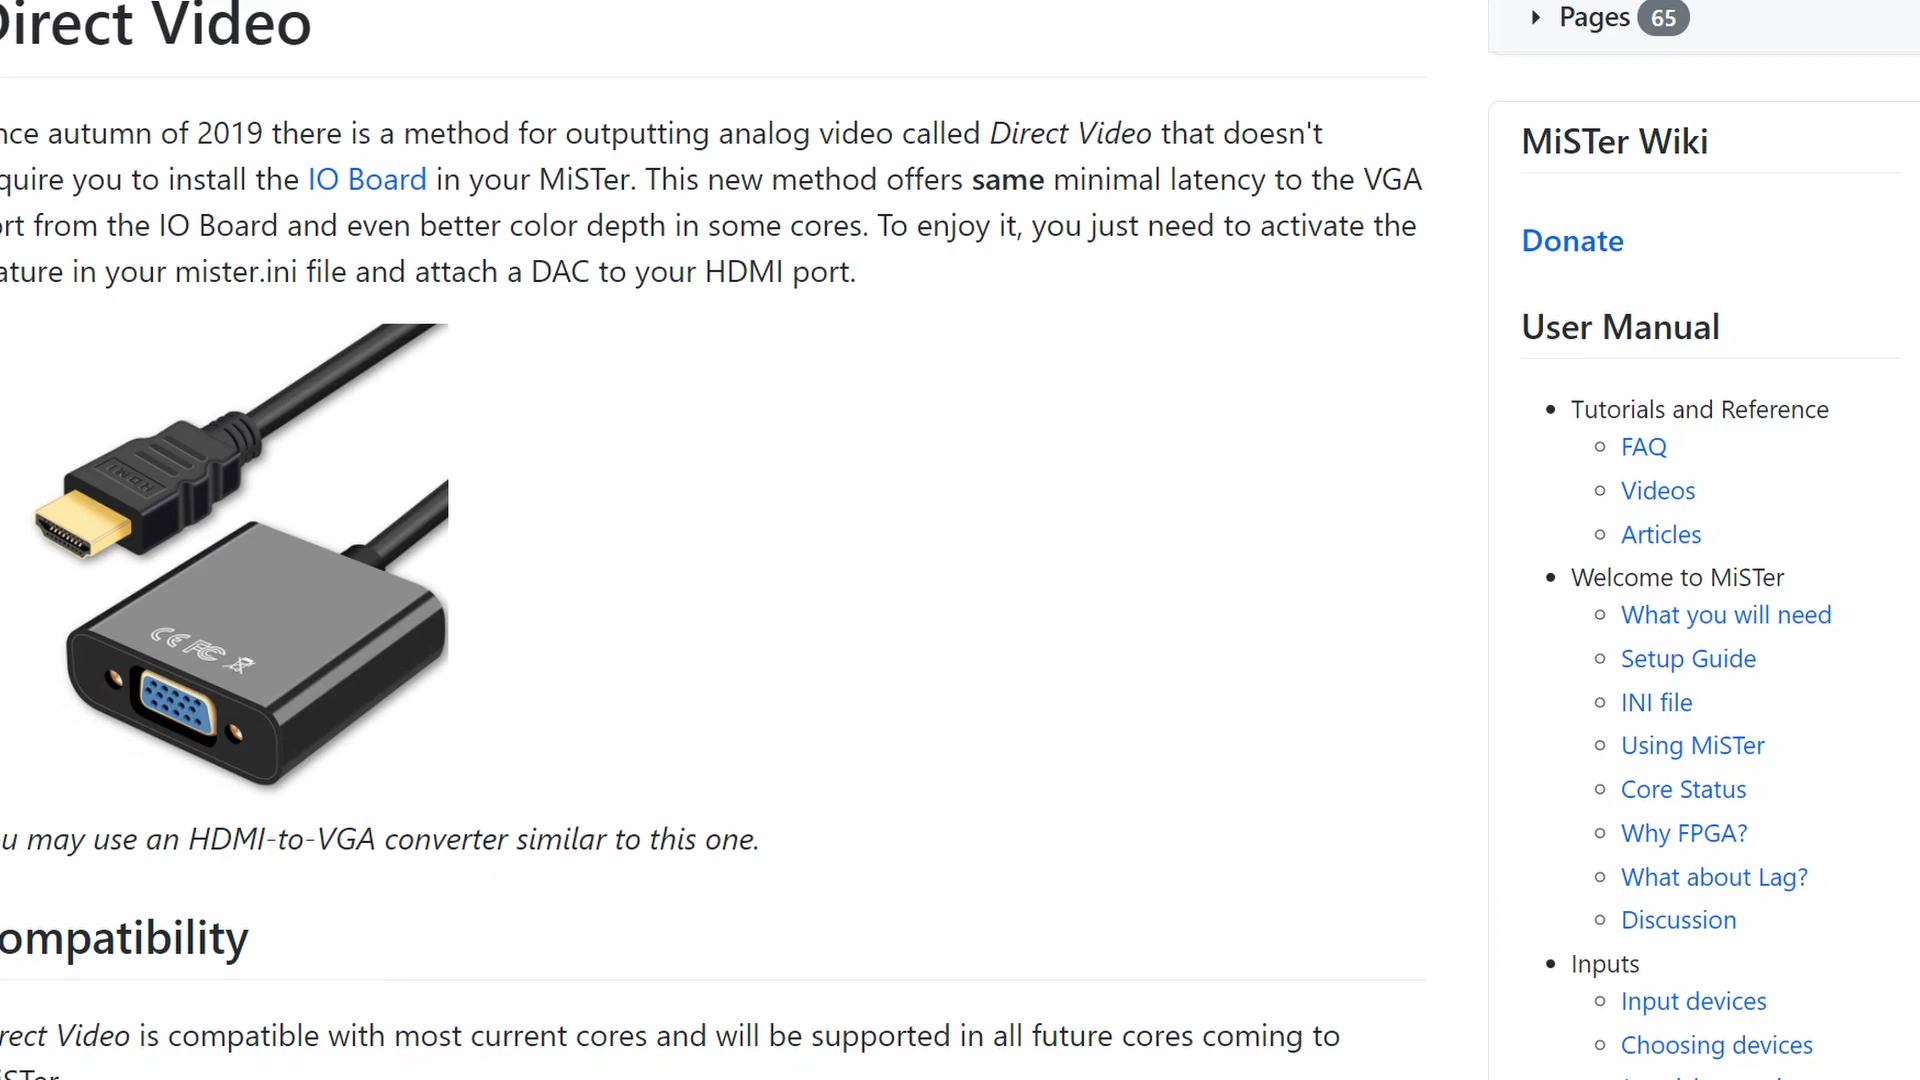 Direct Video
nce autumn of 2019 there is a method for outputting analog video called Direct Video that doesn't
quire you to install the IO Board in your MiSTer. This new method offers same minimal latency to the VGA
ort from the IO Board and even better color depth in some cores. To enjoy it, you just need to activate the
ature in your mister.ini file and attach a DAC to your HDMI port.
HDMI
CE FC
u may use an HDMI-to-VGA converter similar to this one.
ompatibility
rect Video is compatible with most current cores and will be supported in all future cores coming to
iSTer.
Pages 65
MiSTer Wiki
Donate
User Manual
Tutorials and Reference
FAQ
Videos
Articles
Welcome to MiSTer
What you will need
Setup Guide
INI file
Using MiSTer
Core Status
Why FPGA?
What about Lag?
Discussion
Inputs
Input devices
Choosing devices